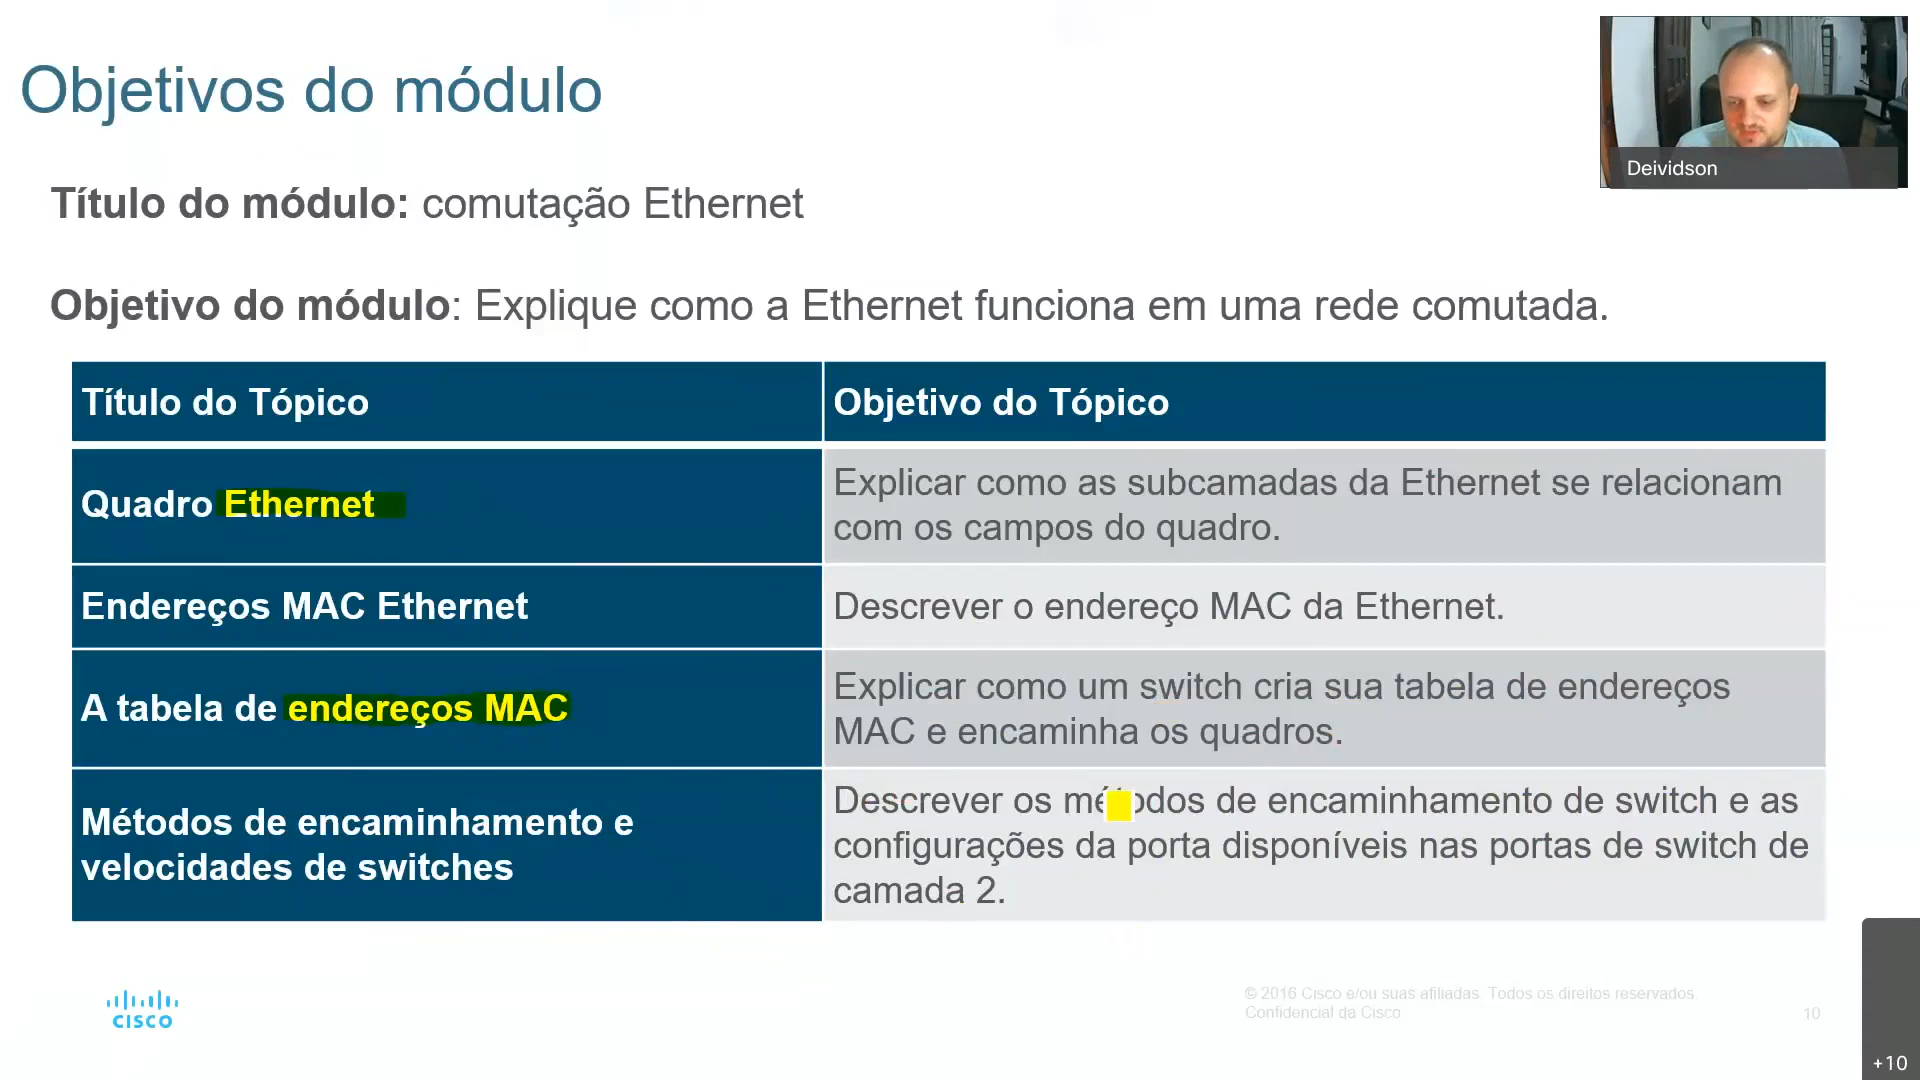 Objetivos do módulo
Deividson
Título do módulo: comutação Ethernet
Objetivo do módulo: Explique como a Ethernet funciona em uma rede comutada.
Título do Tópico
Objetivo do Tópico
Quadro Ethernet
Explicar como as subcamadas da Ethernet se relacionam
com os campos do quadro.
Endereços MAC Ethernet
Descrever o endereço MAC da Ethernet.
A tabela de endereços MAC
Explicar como um switch cria sua tabela de endereços
MAC e encaminha os quadros.
Métodos de encaminhamento e
velocidades de switches
Descrever os métodos de encaminhamento de switch e as
configurações da porta disponíveis nas portas de switch de
camada 2.
CISCO
© 2016 Cisco e/ou suas afiliadas. Todos os direitos reservados.
Confidencial da Cisco
10
+10